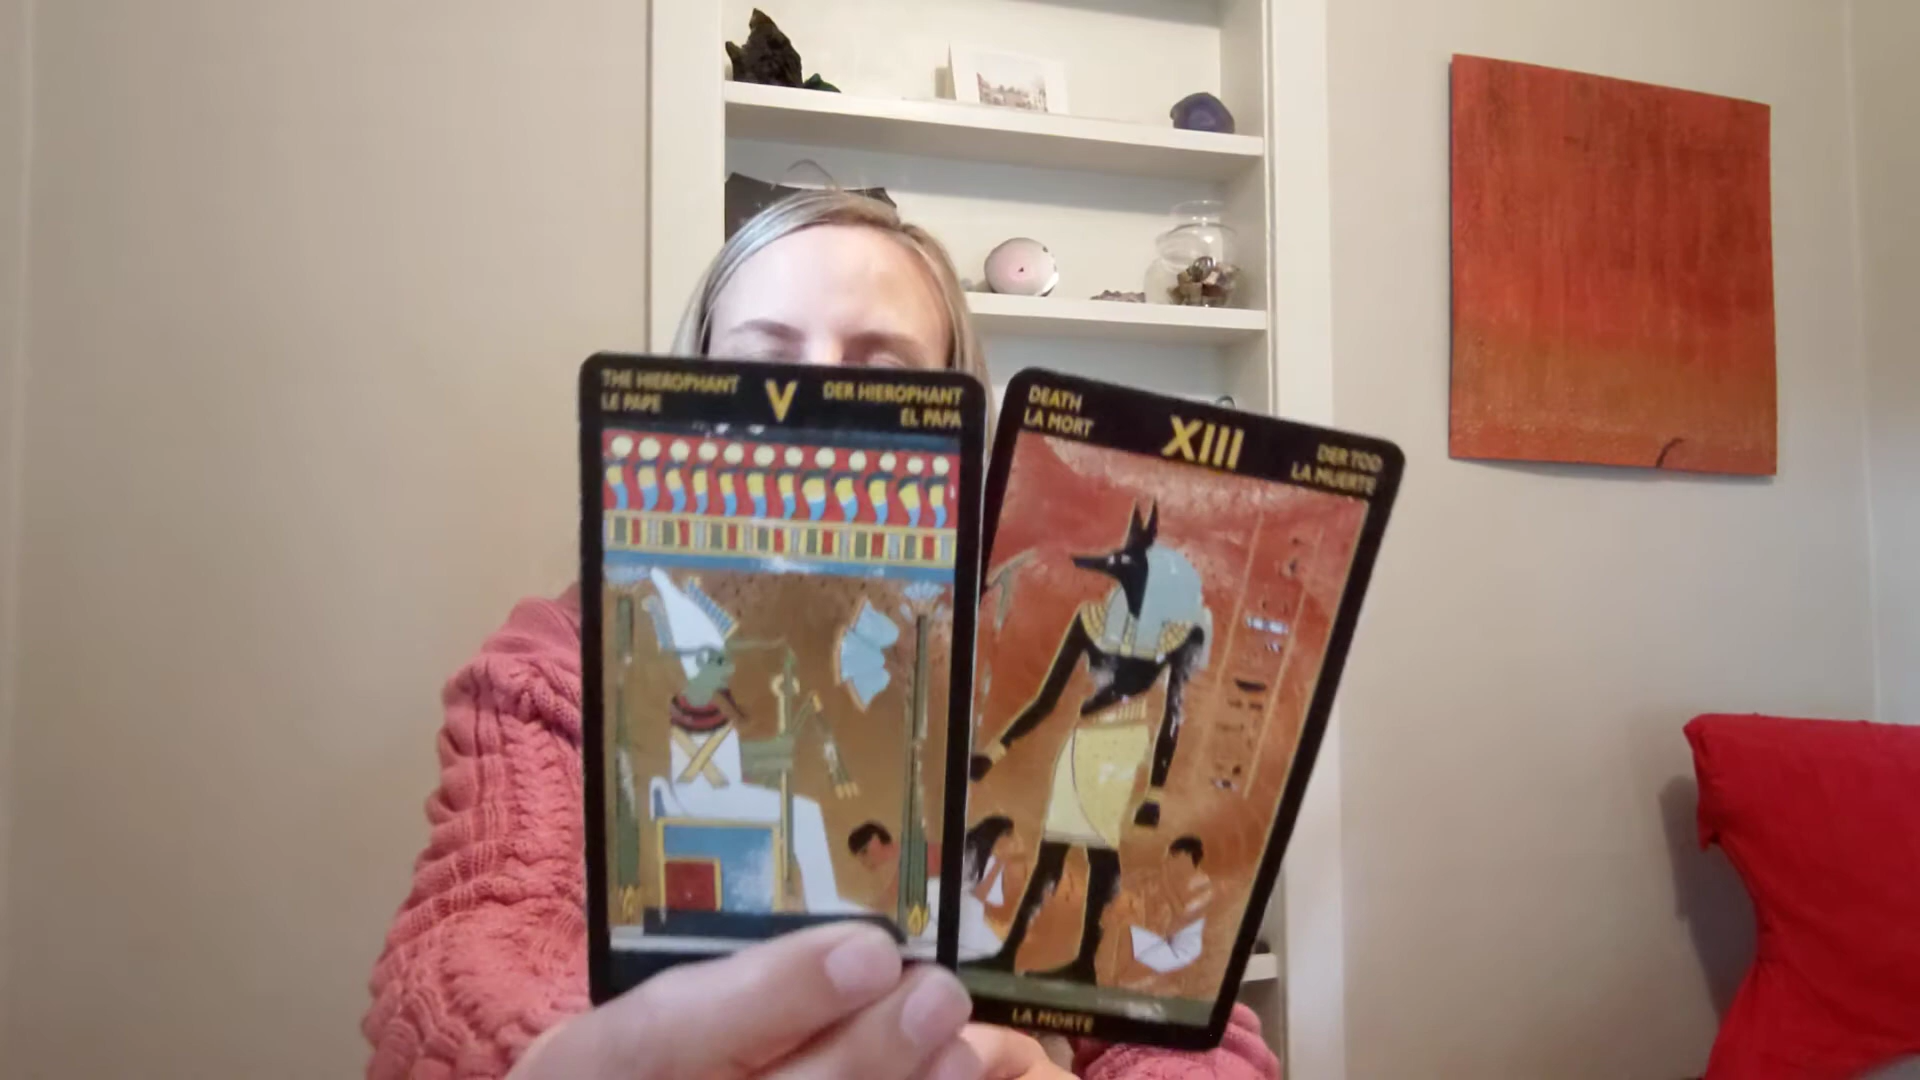 THE HIEROPHANT
LE PAPE
V
DER HIEROPHANT
EL PAPA
DEATH
LA MORT
XIII
DER TOD
LA MUERTE
LA MORTE